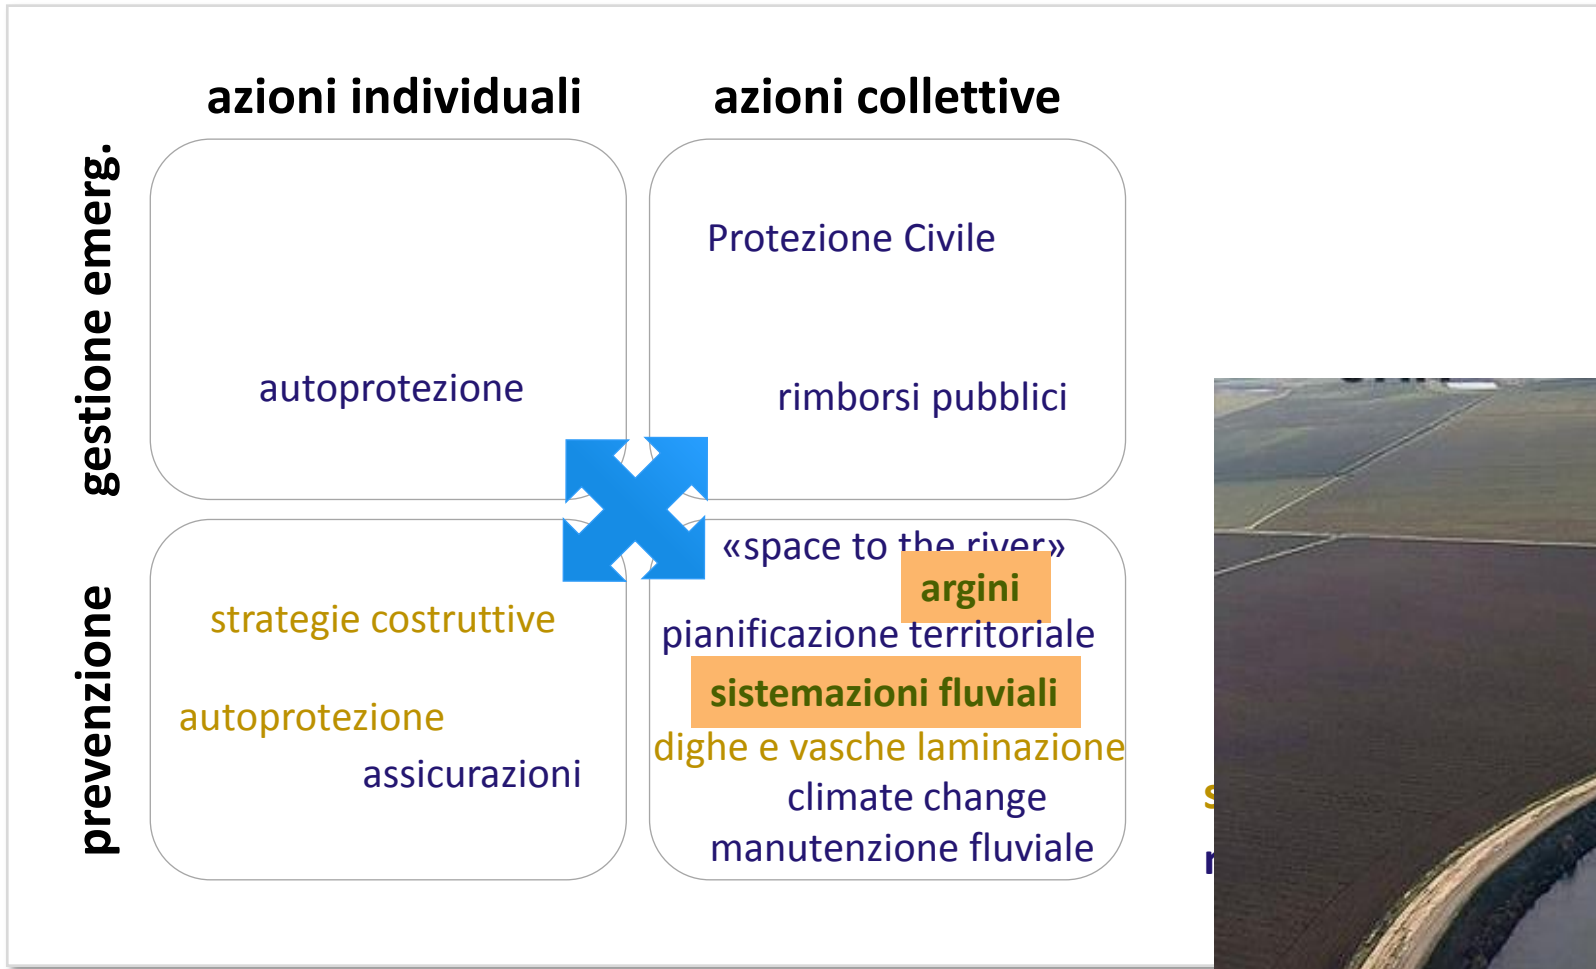 azioni individuali
azioni collettive
gestione emerg.
Protezione Civile
autoprotezione
rimborsi pubblici
prevenzione
«space to the river»
argini
strategie costruttive
pianificazione territoriale
sistemazioni fluviali
autoprotezione
dighe e vasche laminazione
assicurazioni
climate change
manutenzione fluviale